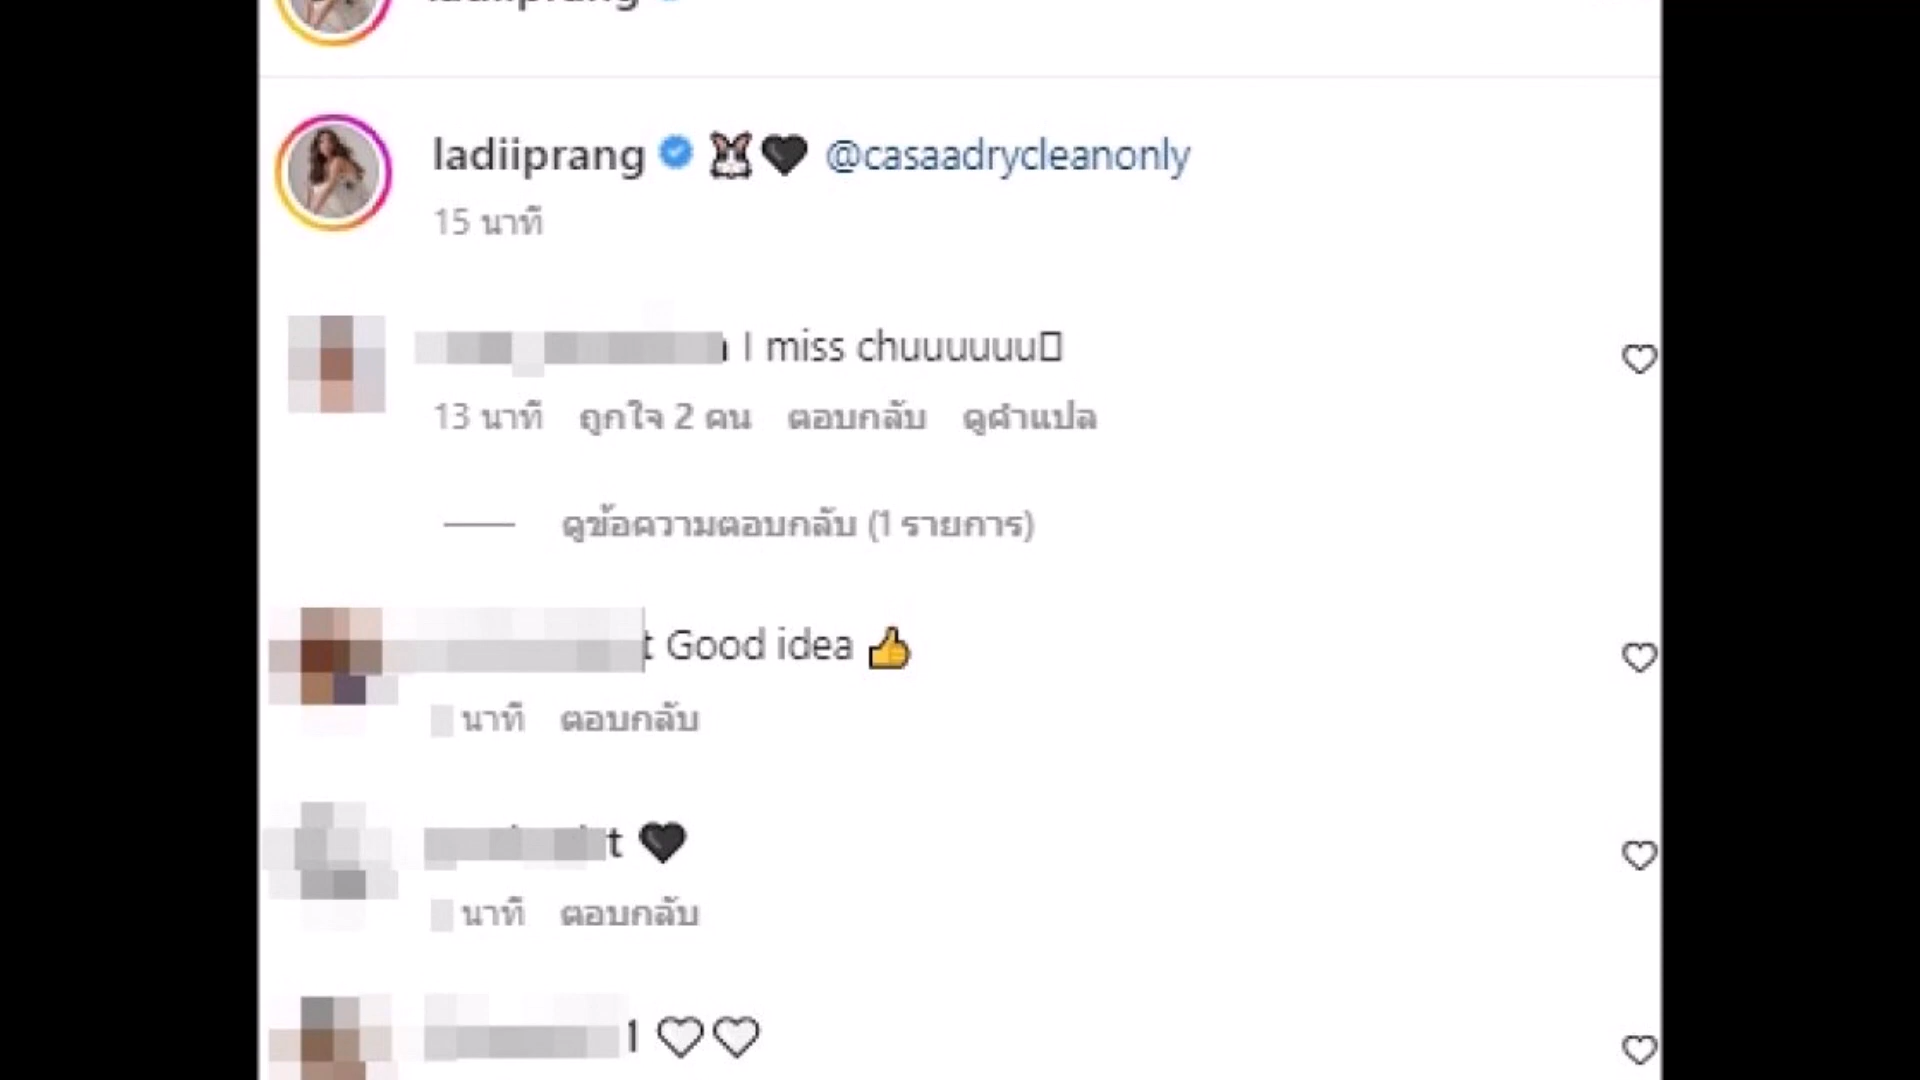 ladiiprang 🐰🖤 @casaadrycleanonly
15 นาที
I miss chuuuuuu
13 นาที ถูกใจ 2 คน ตอบกลับ ดูคำแปล
ดูข้อความตอบกลับ (1 รายการ)
Good idea 👍
นาที ตอบกลับ
🖤
นาที ตอบกลับ
🤍🤍